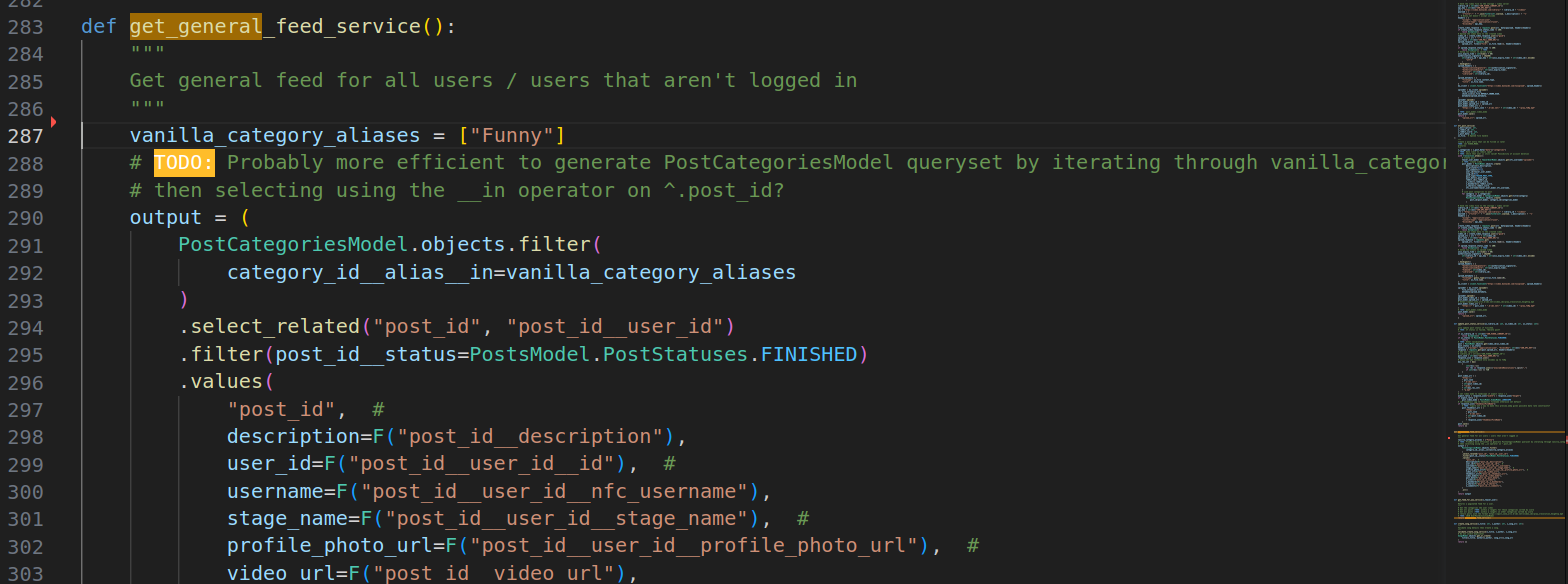 282
283 def get_general_feed_service():
284 """
285 Get general feed for all users / users that aren't logged in
286 """
287 vanilla_category_aliases = ["Funny"]
288 # TODO: Probably more efficient to generate PostCategoriesModel queryset by iterating through vanilla_categor
289 # then selecting using the __in operator on ^.post_id?
290 output = (
291 PostCategoriesModel.objects.filter(
292 category_id__alias__in=vanilla_category_aliases
293 )
294 .select_related("post_id", "post_id__user_id")
295 .filter(post_id__status=PostsModel.PostStatuses.FINISHED)
296 .values(
297 "post_id", #
298 description=F("post_id__description"),
299 user_id=F("post_id__user_id__id"), #
300 username=F("post_id__user_id__nfc_username"),
301 stage_name=F("post_id__user_id__stage_name"), #
302 profile_photo_url=F("post_id__user_id__profile_photo_url"), #
303 video_url=F("post_id__video_url"),